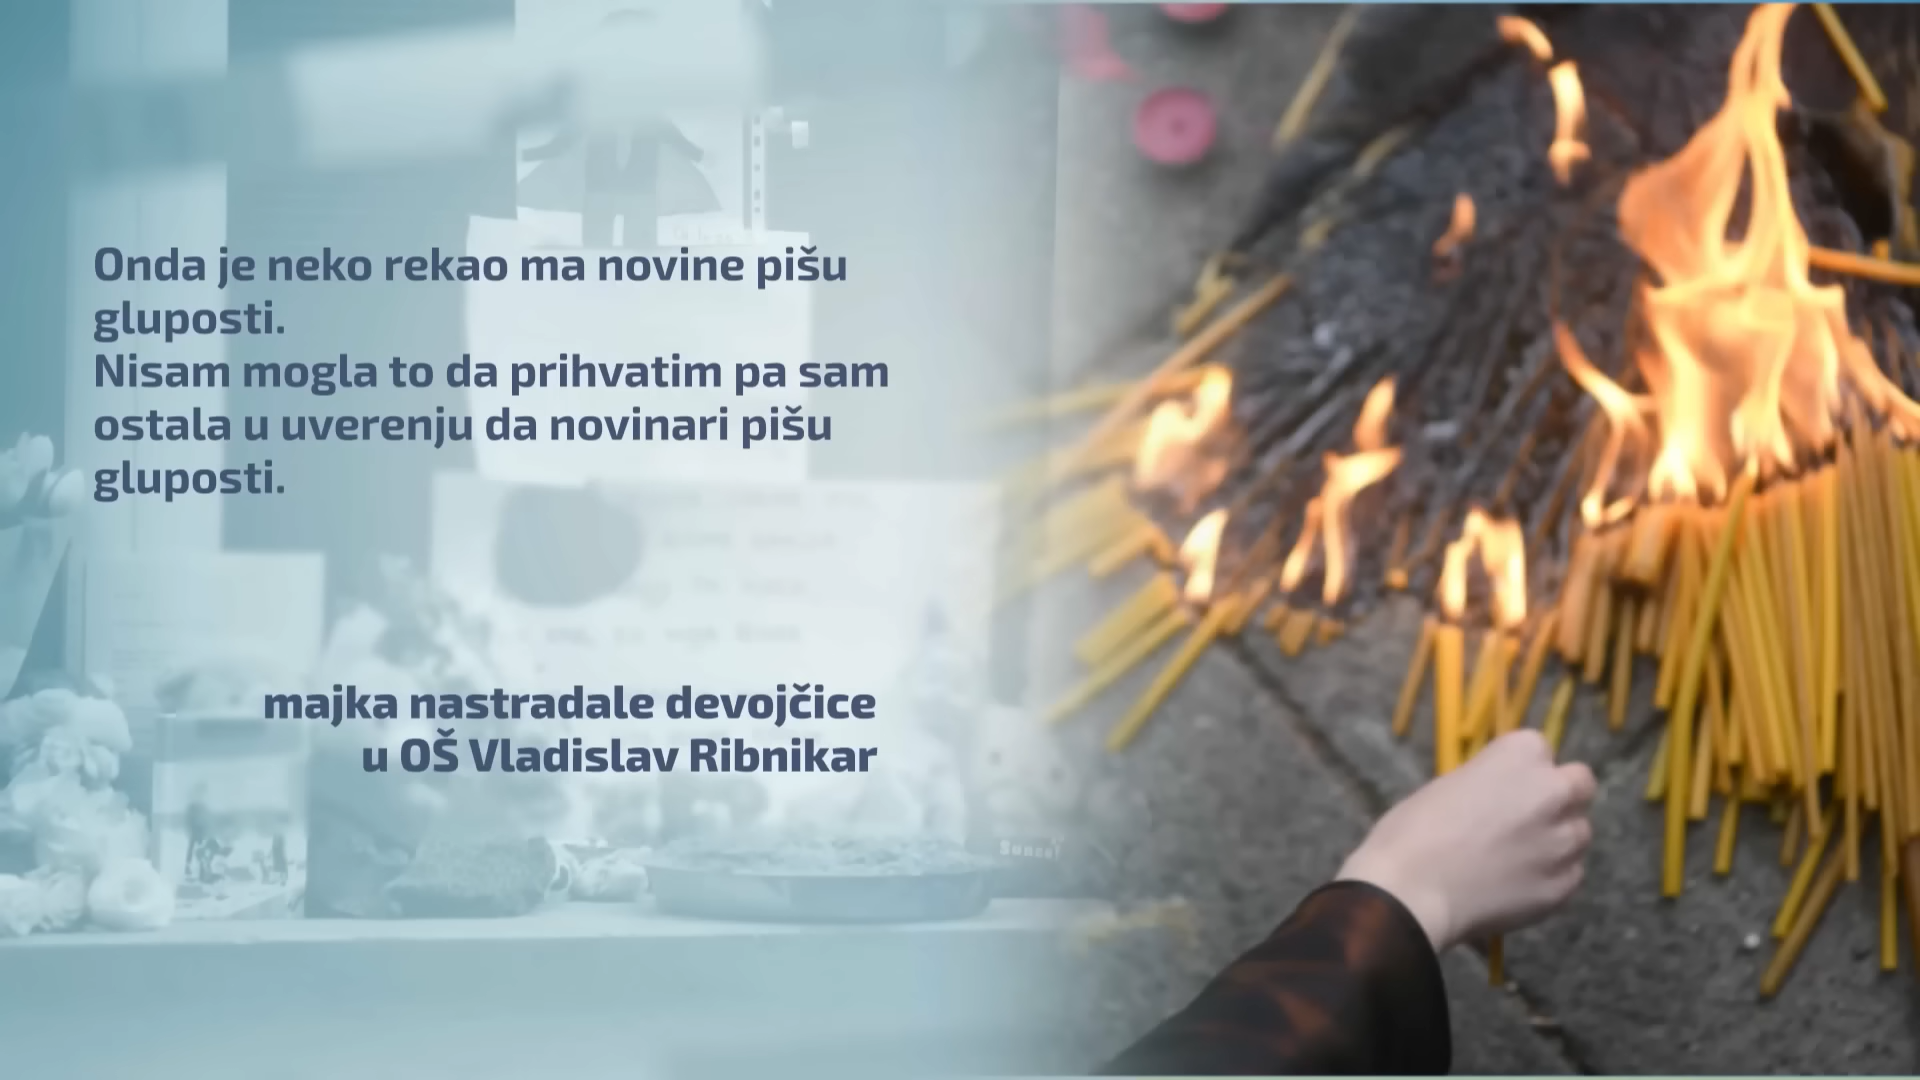 Onda je neko rekao ma novine pišu
gluposti.
Nisam mogla to da prihvatim pa sam
ostala u uverenju da novinari pišu
gluposti.
majka nastradale devojčice
u OŠ Vladislav Ribnikar